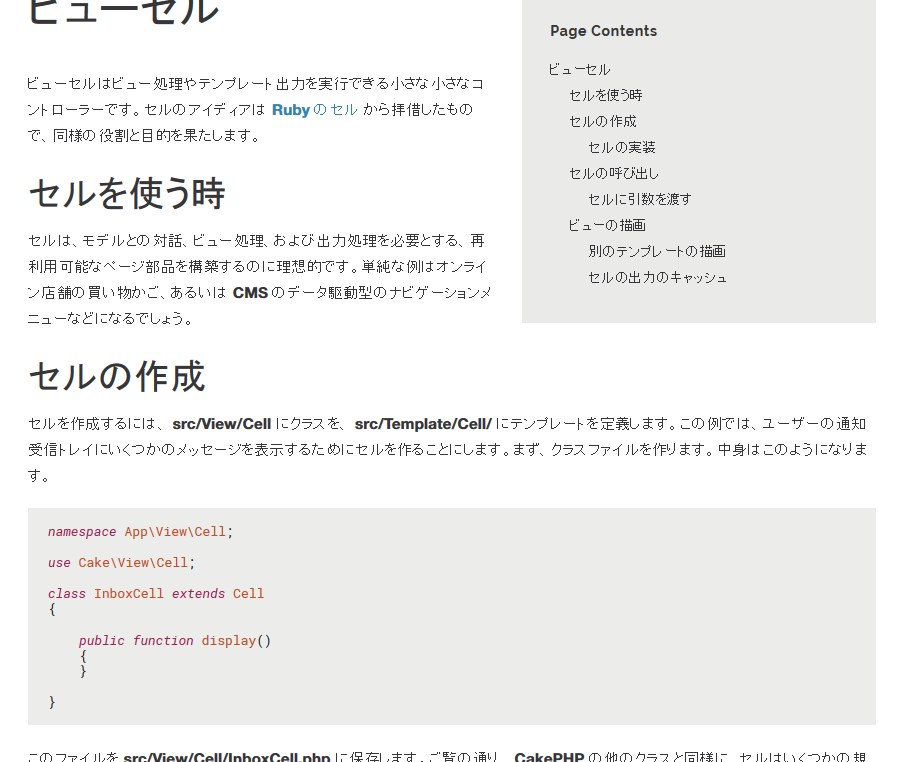 ビューセル
ビューセルはビュー処理やテンプレート出力を実行できる小さな小さなコ
ントローラーです。セルのアイディアは Ruby のセル から拝借したもの
で、同様の役割と目的を果たします。
セルを使う時
セルは、モデルとの対話、ビュー処理、および出力処理を必要とする、再
利用可能なページ部品を構築するのに理想的です。単純な例はオンライ
ン店舗の買い物かご、あるいは CMS のデータ駆動型のナビゲーションメ
ニューなどになるでしょう。
Page Contents
ビューセル
セルを使う時
セルの作成
セルの実装
セルの呼び出し
セルに引数を渡す
ビューの描画
別のテンプレートの描画
セルの出力のキャッシュ
セルの作成
セルを作成するには、 src/View/Cell にクラスを、 src/Template/Cell/ にテンプレートを定義します。この例では、ユーザーの通知
受信トレイにいくつかのメッセージを表示するためにセルを作ることにします。まず、クラスファイルを作ります。中身はこのようになりま
す。
namespace App\View\Cell;
use Cake\View\Cell;
class InboxCell extends Cell
{
public function display()
{
}
}
このファイルを src/View/Cell/InboxCell.php に保存します。ご覧の通り、 CakePHP の他のクラスと同様に、セルはいくつかの規